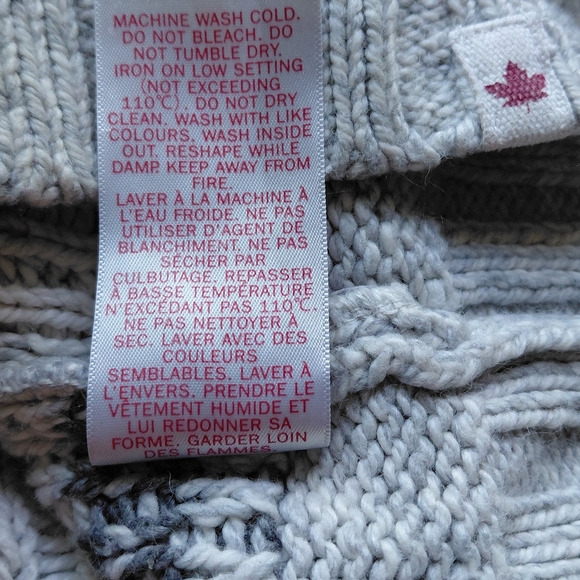 MACHINE WASH COLD.
DO NOT BLEACH. DO
NOT TUMBLE DRY.
IRON ON LOW SETTING
(NOT EXCEEDING
110°C). DO NOT DRY
CLEAN. WASH WITH LIKE
COLOURS. WASH INSIDE
OUT. RESHAPE WHILE
DAMP. KEEP AWAY FROM
FIRE.
LAVER À LA MACHINE À
L'EAU FROIDE. NE PAS
UTILISER D'AGENT DE
BLANCHIMENT. NE PAS
SÉCHER PAR
CULBUTAGE. REPASSER
À BASSE TEMPÉRATURE
N'EXCÉDANT PAS 110°C.
NE PAS NETTOYER À
SEC. LAVER AVEC DES
COULEURS
SEMBLABLES. LAVER À
L'ENVERS. PRENDRE LE
VÊTEMENT HUMIDE ET
LUI REDONNER SA
FORME. GARDER LOIN
DES FLAMMES.